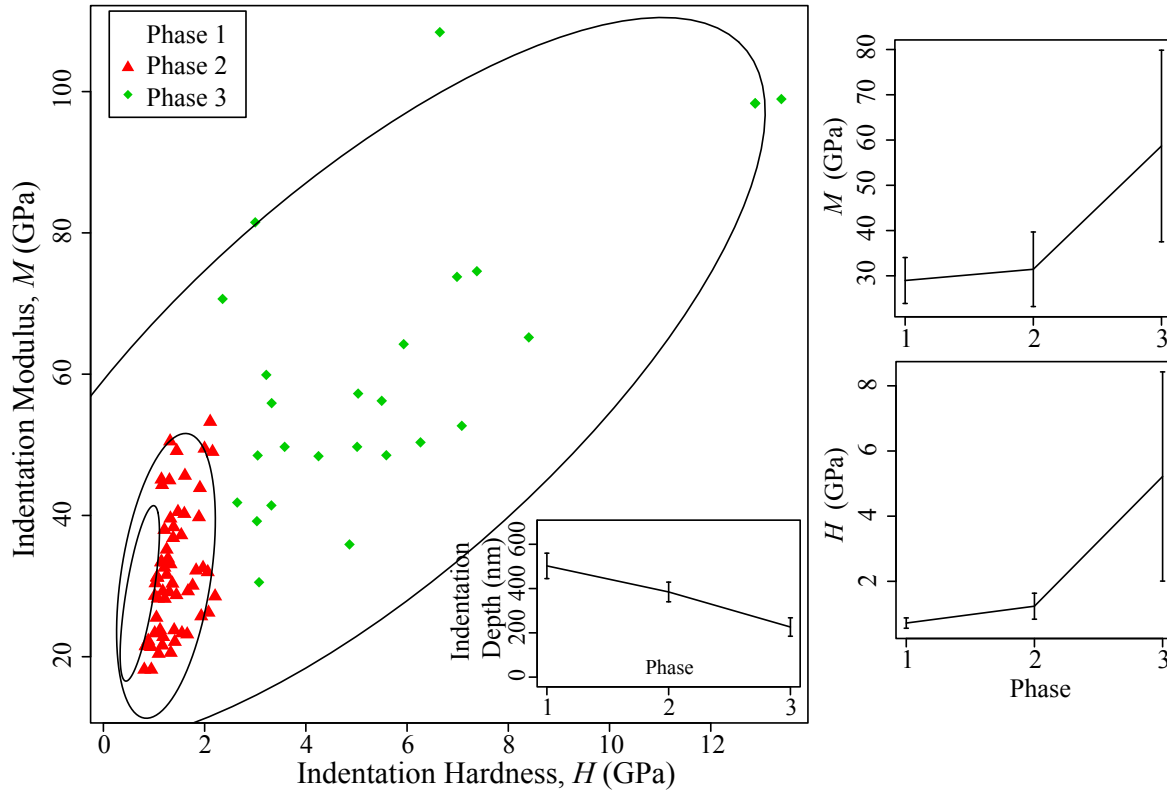 Phase 1
Phase 2
Phase 3
Indentation Modulus, M (GPa)
20 40 60 80 100
0 2 4 6 8 10 12
Indentation Hardness, H (GPa)
Indentation
Depth (nm)
0 200 400 600
Phase
1 2 3
M (GPa)
30 40 50 60 70 80
1 2 3
H (GPa)
2 4 6 8
1 2 3
Phase